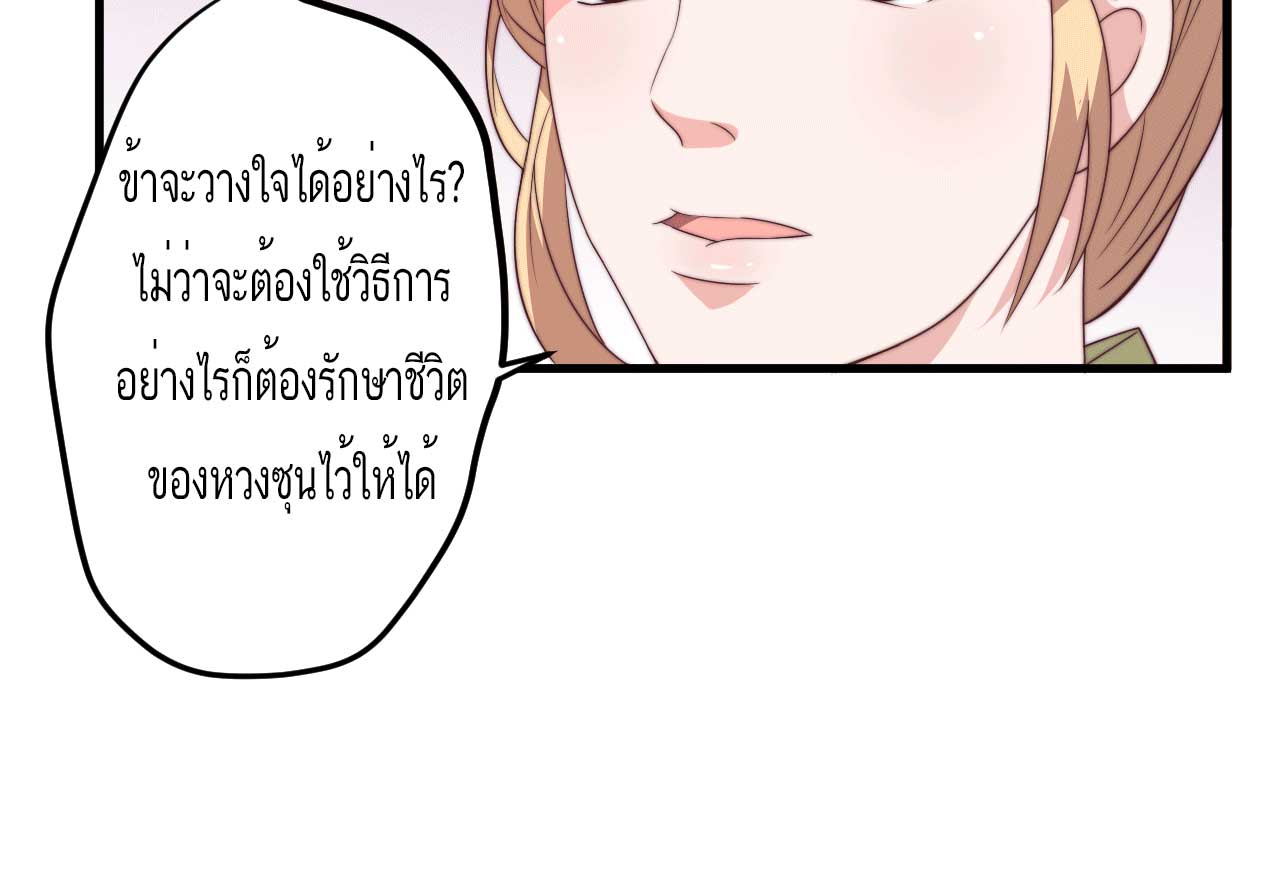 ข้าจะวางใจได้อย่างไร?
ไม่ว่าจะต้องใช้วิธีการ
อย่างไรก็ต้องรักษาชีวิต
ของหวงซุนไว้ให้ได้